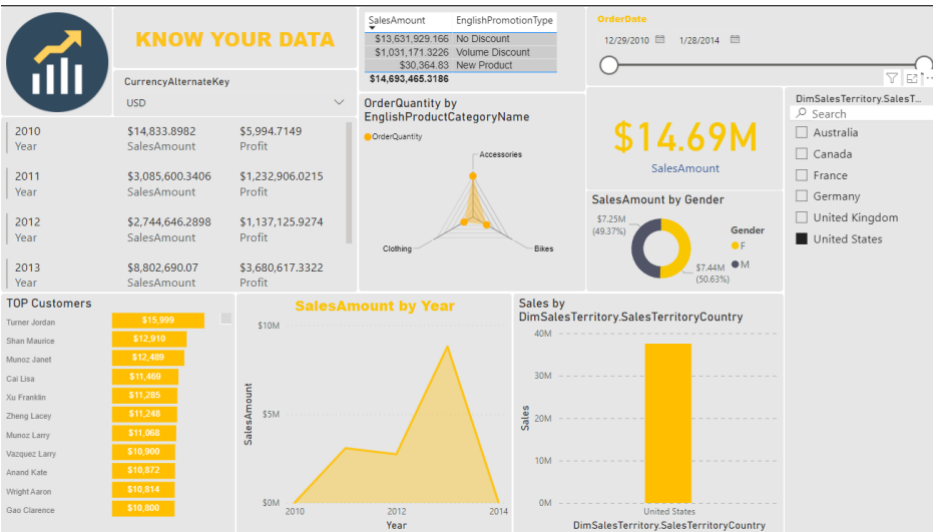 KNOW YOUR DATA
CurrencyAlternateKey
USD
SalesAmount EnglishPromotionType
$13,631,929.166 No Discount
$1,031,171.3226 Volume Discount
$30,364.83 New Product
$14,693,465.3186
OrderDate
12/29/2010 1/28/2014
2010 $14,833.8982 $5,994.7149
Year SalesAmount Profit
2011 $3,085,600.3406 $1,232,906.0215
Year SalesAmount Profit
2012 $2,744,646.2898 $1,137,125.9274
Year SalesAmount Profit
2013 $8,802,690.07 $3,680,617.3322
Year SalesAmount Profit
OrderQuantity by
EnglishProductCategoryName
OrderQuantity
Accessories
Clothing
Bikes
$14.69M
SalesAmount
SalesAmount by Gender
$7.25M
(49.37%)
Gender
F
M
$7.44M
(50.63%)
DimSalesTerritory.SalesT...
Search
Australia
Canada
France
Germany
United Kingdom
United States
TOP Customers
Turner Jordan $15,999
Shan Maurice $12,910
Munoz Janet $12,489
Cai Lisa $11,469
Xu Franklin $11,285
Zheng Lacey $11,248
Munoz Larry $11,068
Vazquez Larry $10,900
Anand Kate $10,872
Wright Aaron $10,814
Gao Clarence $10,800
SalesAmount by Year
$10M
$5M
$0M
SalesAmount
2010 2012 2014
Year
Sales by
DimSalesTerritory.SalesTerritoryCountry
40M
30M
20M
10M
0M
Sales
United States
DimSalesTerritory.SalesTerritoryCountry